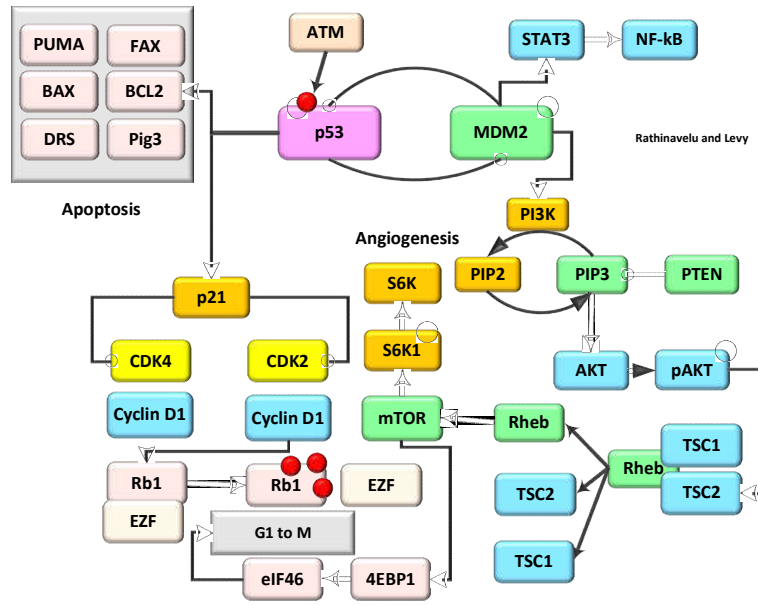 ATM
STAT3
NF-kB
PUMA
FAX
BAX
BCL2
DRS
Pig3
p53
MDM2
Rathinavelu and Levy
Apoptosis
PI3K
Angiogenesis
PIP2
PIP3
PTEN
p21
S6K
S6K1
CDK4
CDK2
AKT
pAKT
Cyclin D1
Cyclin D1
mTOR
Rheb
TSC1
Rheb
TSC2
TSC2
Rb1
Rb1
EZF
EZF
G1 to M
TSC1
eIF46
4EBP1